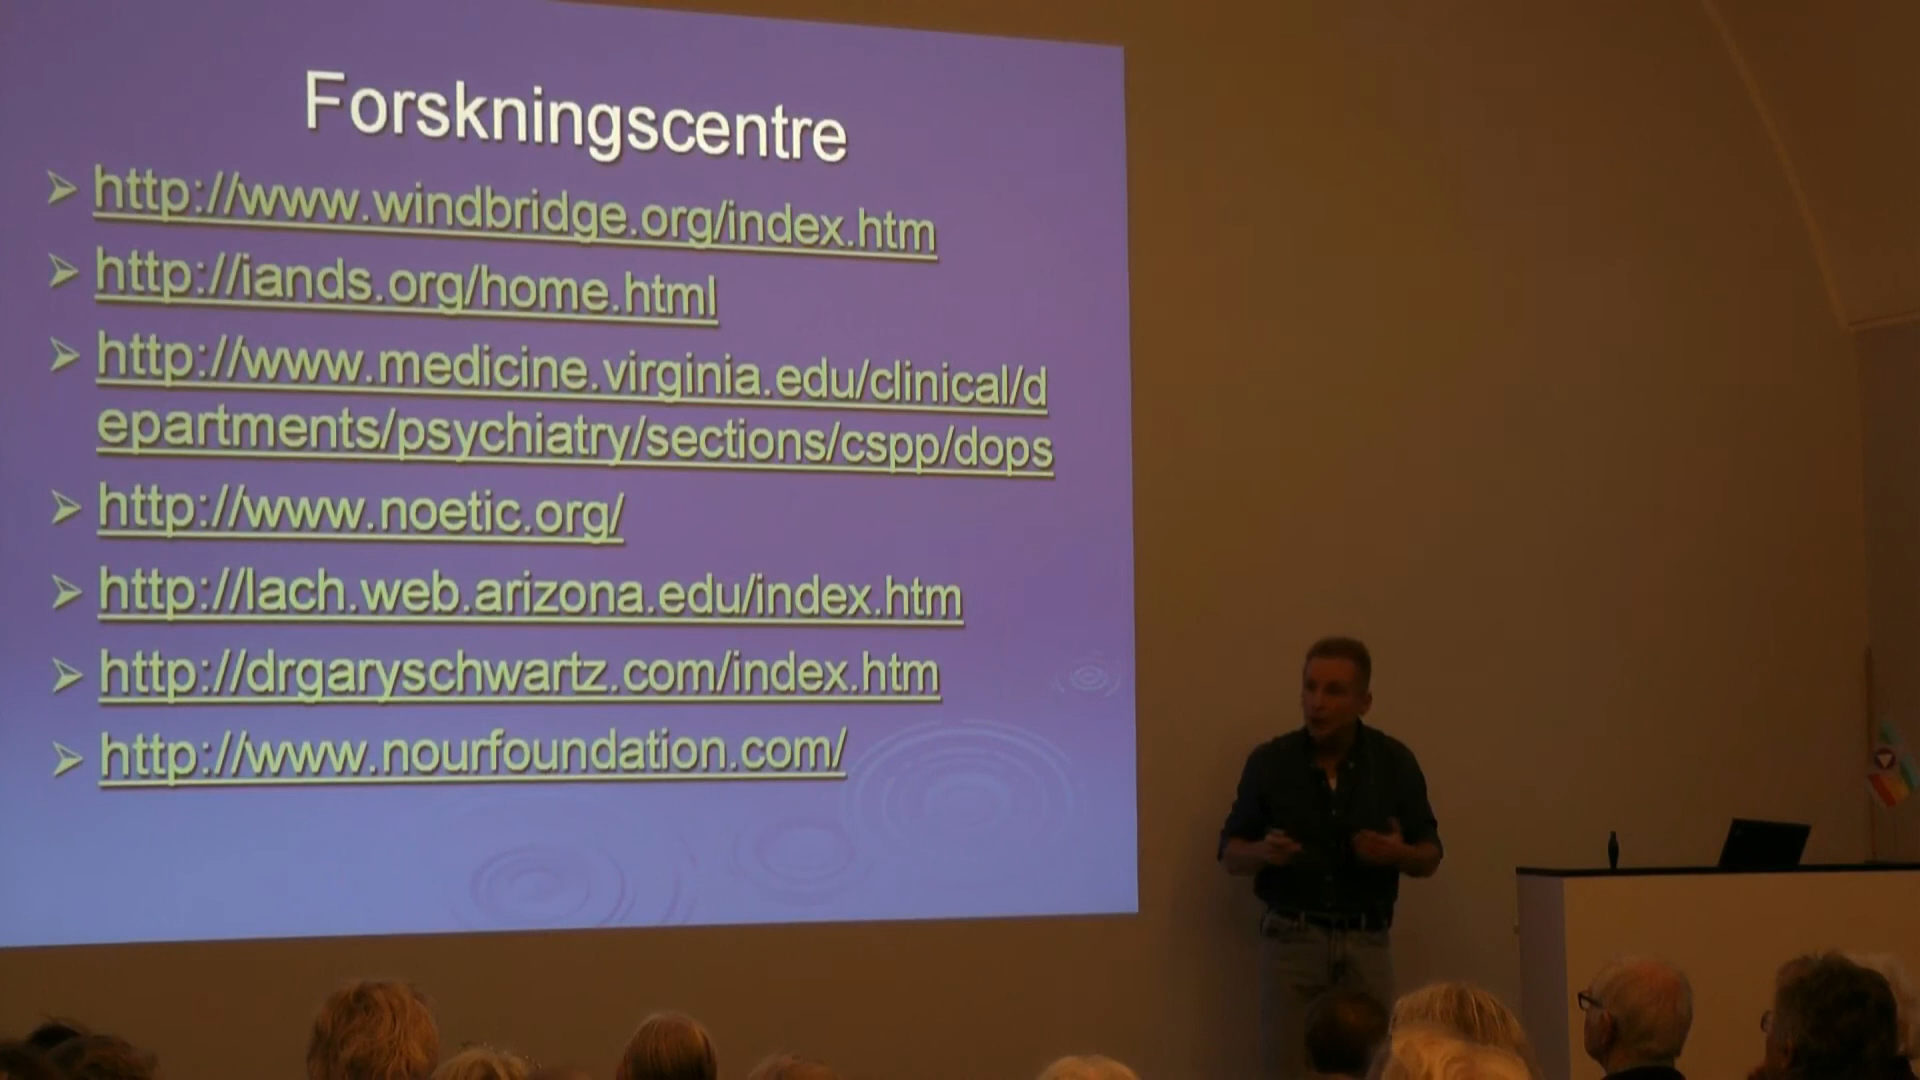 Forskningscentre
http://www.windbridge.org/index.htm
http://iands.org/home.html
http://www.medicine.virginia.edu/clinical/d
epartments/psychiatry/sections/cspp/dops
http://www.noetic.org/
http://lach.web.arizona.edu/index.htm
http://drgaryschwartz.com/index.htm
http://www.nourfoundation.com/